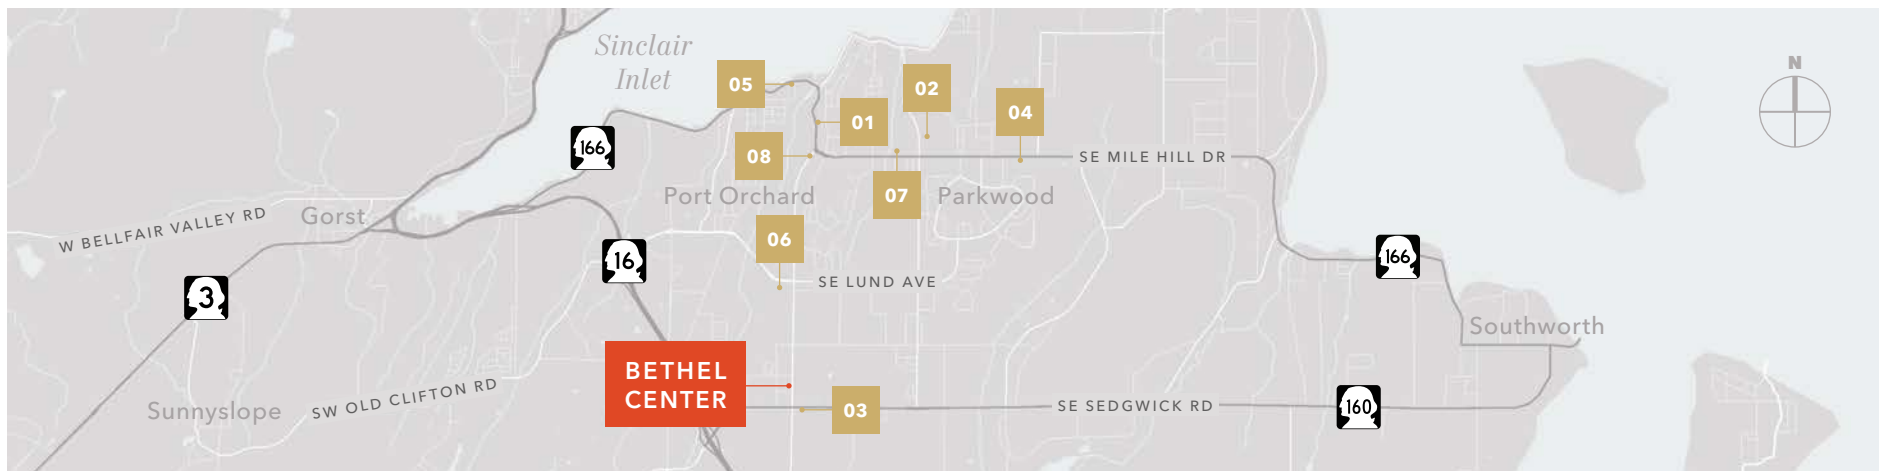 Sinclair
Inlet
N
05
02
04
01
166
08
SE MILE HILL DR
07
Port Orchard
Parkwood
Gorst
W BELLFAIR VALLEY RD
06
166
16
SE LUND AVE
3
Southworth
BETHEL
CENTER
SW OLD CLIFTON RD
Sunnyslope
03
SE SEDGWICK RD
160